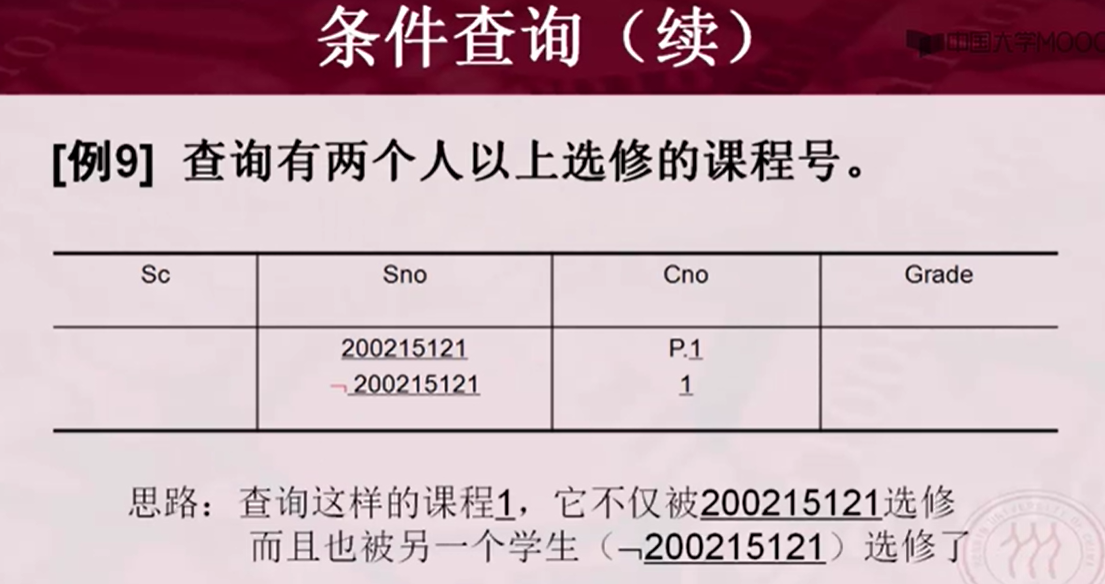 条件查询（续）
中国大学MOOC
[例9] 查询有两个人以上选修的课程号。
Sc Sno Cno Grade
200215121 P.1
¬ 200215121 1
思路：查询这样的课程1，它不仅被200215121选修
而且也被另一个学生（¬200215121）选修了